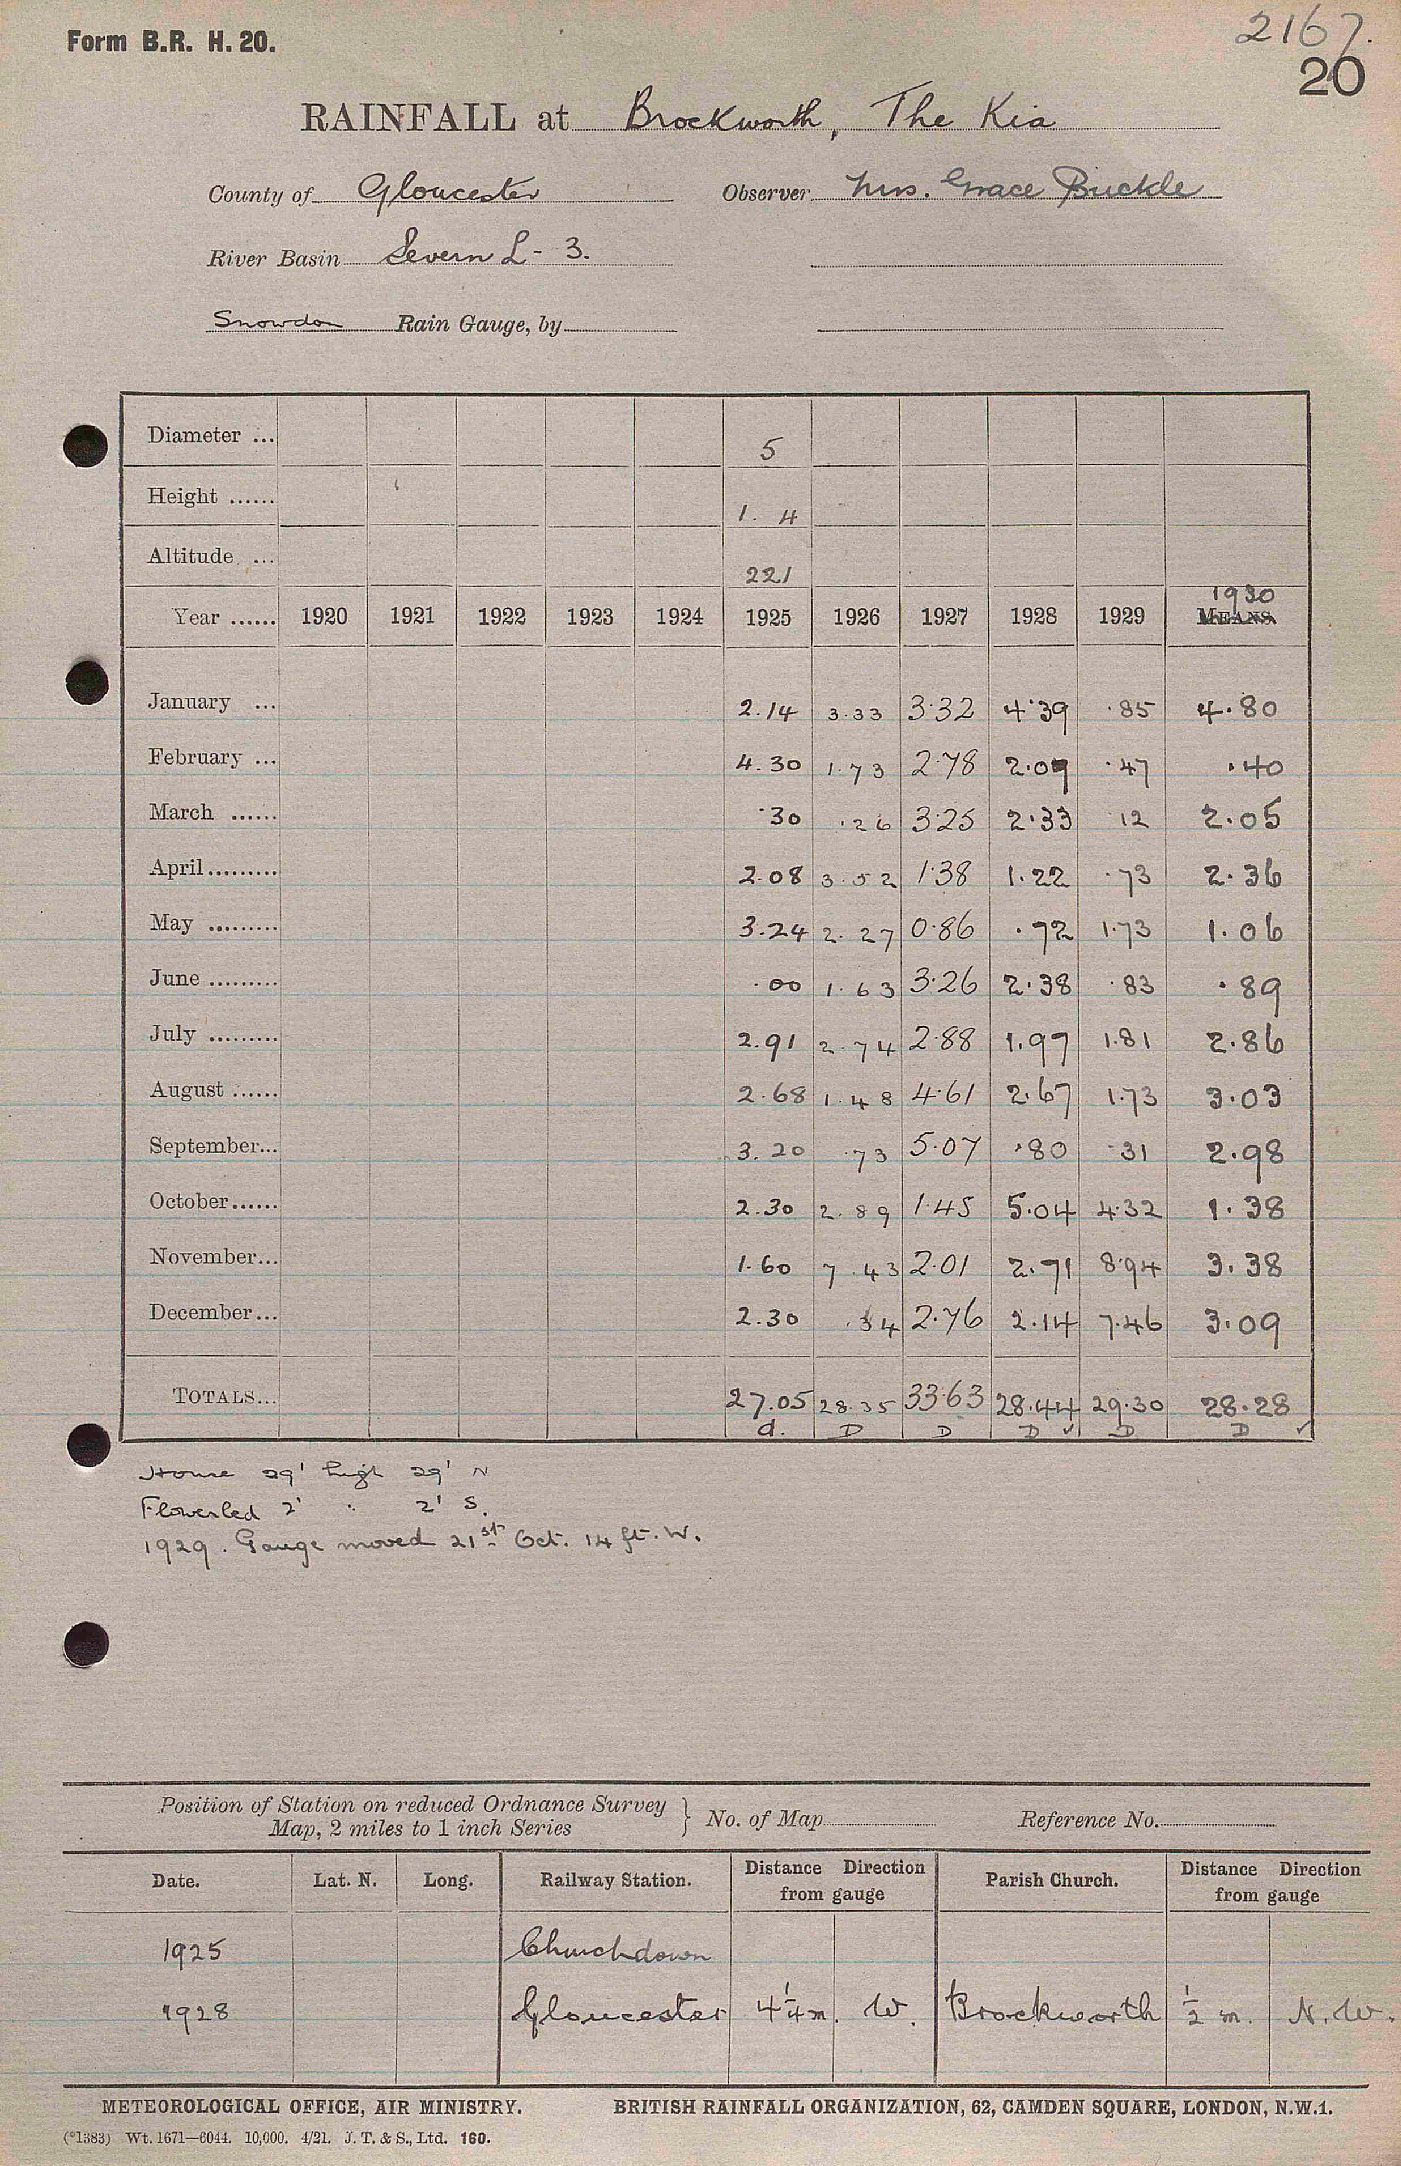 Form B.R. H. 20.
2167.
20
RAINFALL at Brockworth, The Kia
County of Gloucester Observer Mrs. Grace Buckle
River Basin Severn L - 3.
Snowdon Rain Gauge, by
Diameter ... 5
Height ...... 1. 4
Altitude ... 221
1930
Year ...... 1920 1921 1922 1923 1924 1925 1926 1927 1928 1929 MEANS
January ... 2.14 3.33 3.32 4.39 .85 4.80
February ... 4.30 1.73 2.78 2.09 .47 .40
March ...... .30 .26 3.25 2.33 .12 2.05
April ......... 2.08 3.52 1.38 1.22 .73 2.36
May ......... 3.24 2.27 0.86 .72 1.73 1.06
June ......... .00 1.63 3.26 2.38 .83 .89
July ......... 2.91 2.74 2.88 1.97 1.81 2.86
August ...... 2.68 1.48 4.61 2.67 1.73 3.03
September... 3.20 .73 5.07 .80 .31 2.98
October...... 2.30 2.89 1.45 5.04 4.32 1.38
November... 1.60 7.43 2.01 2.71 8.94 3.38
December... 2.30 .34 2.76 2.14 7.46 3.09
TOTALS... 27.05 28.35 33.63 28.44 29.30 28.28
d. D D D ✓ D D ✓
House 29' high 29' N
Flowerbed 2' " 2' S.
1929. Gauge moved 21st Oct. 14 ft. W.
Position of Station on reduced Ordnance Survey
Map, 2 miles to 1 inch Series } No. of Map Reference No.
Date. Lat. N. Long. Railway Station. Distance Direction from gauge Parish Church. Distance Direction from gauge
1925 Churchdown
1928 Gloucester 4 1/4 m. W. Brockworth 1/2 m. N.W.
METEOROLOGICAL OFFICE, AIR MINISTRY. BRITISH RAINFALL ORGANIZATION, 62, CAMDEN SQUARE, LONDON, N.W.1.
(*1383) Wt. 1671—6044. 10,000. 4/21. J. T. & S., Ltd. 160.